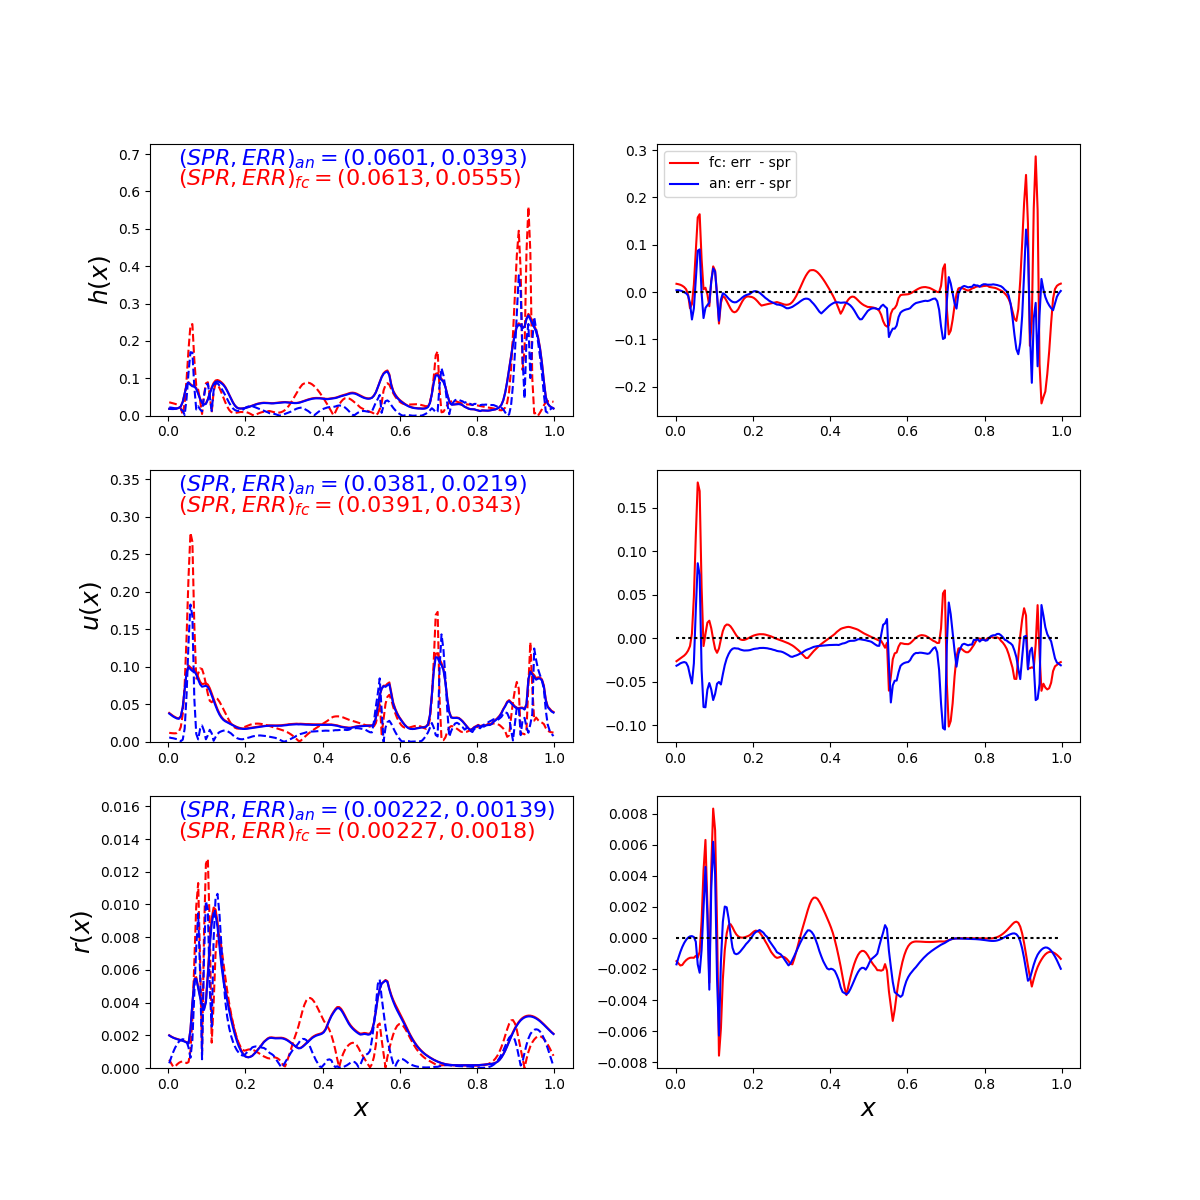 (SPR, ERR)an = (0.0601, 0.0393)
(SPR, ERR)fc = (0.0613, 0.0555)
h(x)
0.7
0.6
0.5
0.4
0.3
0.2
0.1
0.0
0.0 0.2 0.4 0.6 0.8 1.0
fc: err - spr
an: err - spr
0.3
0.2
0.1
0.0
−0.1
−0.2
0.0 0.2 0.4 0.6 0.8 1.0
(SPR, ERR)an = (0.0381, 0.0219)
(SPR, ERR)fc = (0.0391, 0.0343)
u(x)
0.35
0.30
0.25
0.20
0.15
0.10
0.05
0.00
0.0 0.2 0.4 0.6 0.8 1.0
0.15
0.10
0.05
0.00
−0.05
−0.10
0.0 0.2 0.4 0.6 0.8 1.0
(SPR, ERR)an = (0.00222, 0.00139)
(SPR, ERR)fc = (0.00227, 0.0018)
r(x)
0.016
0.014
0.012
0.010
0.008
0.006
0.004
0.002
0.000
0.0 0.2 0.4 0.6 0.8 1.0
x
0.008
0.006
0.004
0.002
0.000
−0.002
−0.004
−0.006
−0.008
0.0 0.2 0.4 0.6 0.8 1.0
x